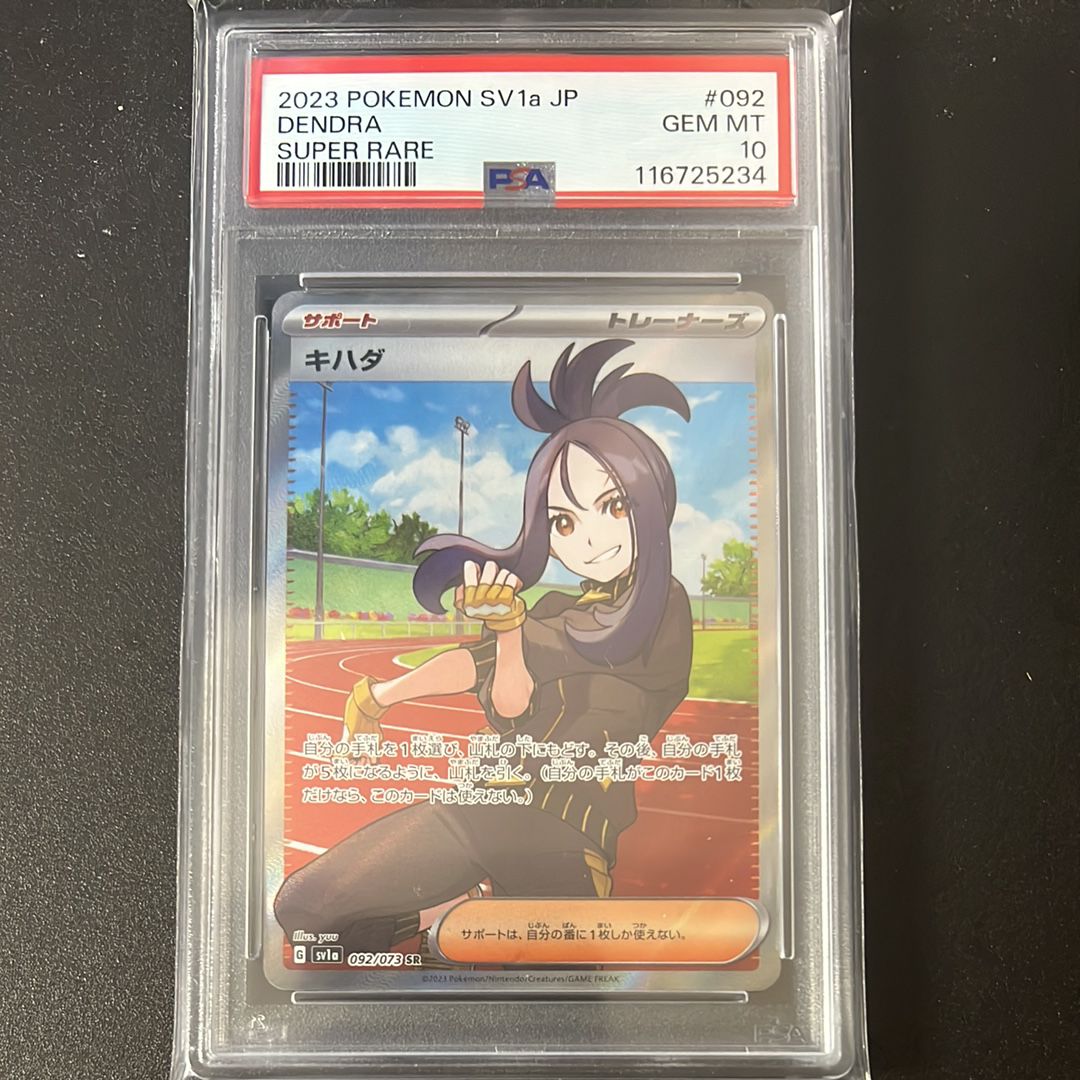 2023 POKEMON SV1a JP #092
DENDRA GEM MT
SUPER RARE 10
PSA 116725234
サポート トレーナーズ
キハダ
自分の手札を1枚選び、山札の下にもどす。その後、自分の手札
が5枚になるように、山札を引く。(自分の手札がこのカード1枚
だけなら、このカードは使えない。)
サポートは、自分の番に1枚しか使えない。
Illus. yuu
G sv1a 092/073 SR
©2023 Pokémon/Nintendo/Creatures/GAME FREAK
PSA